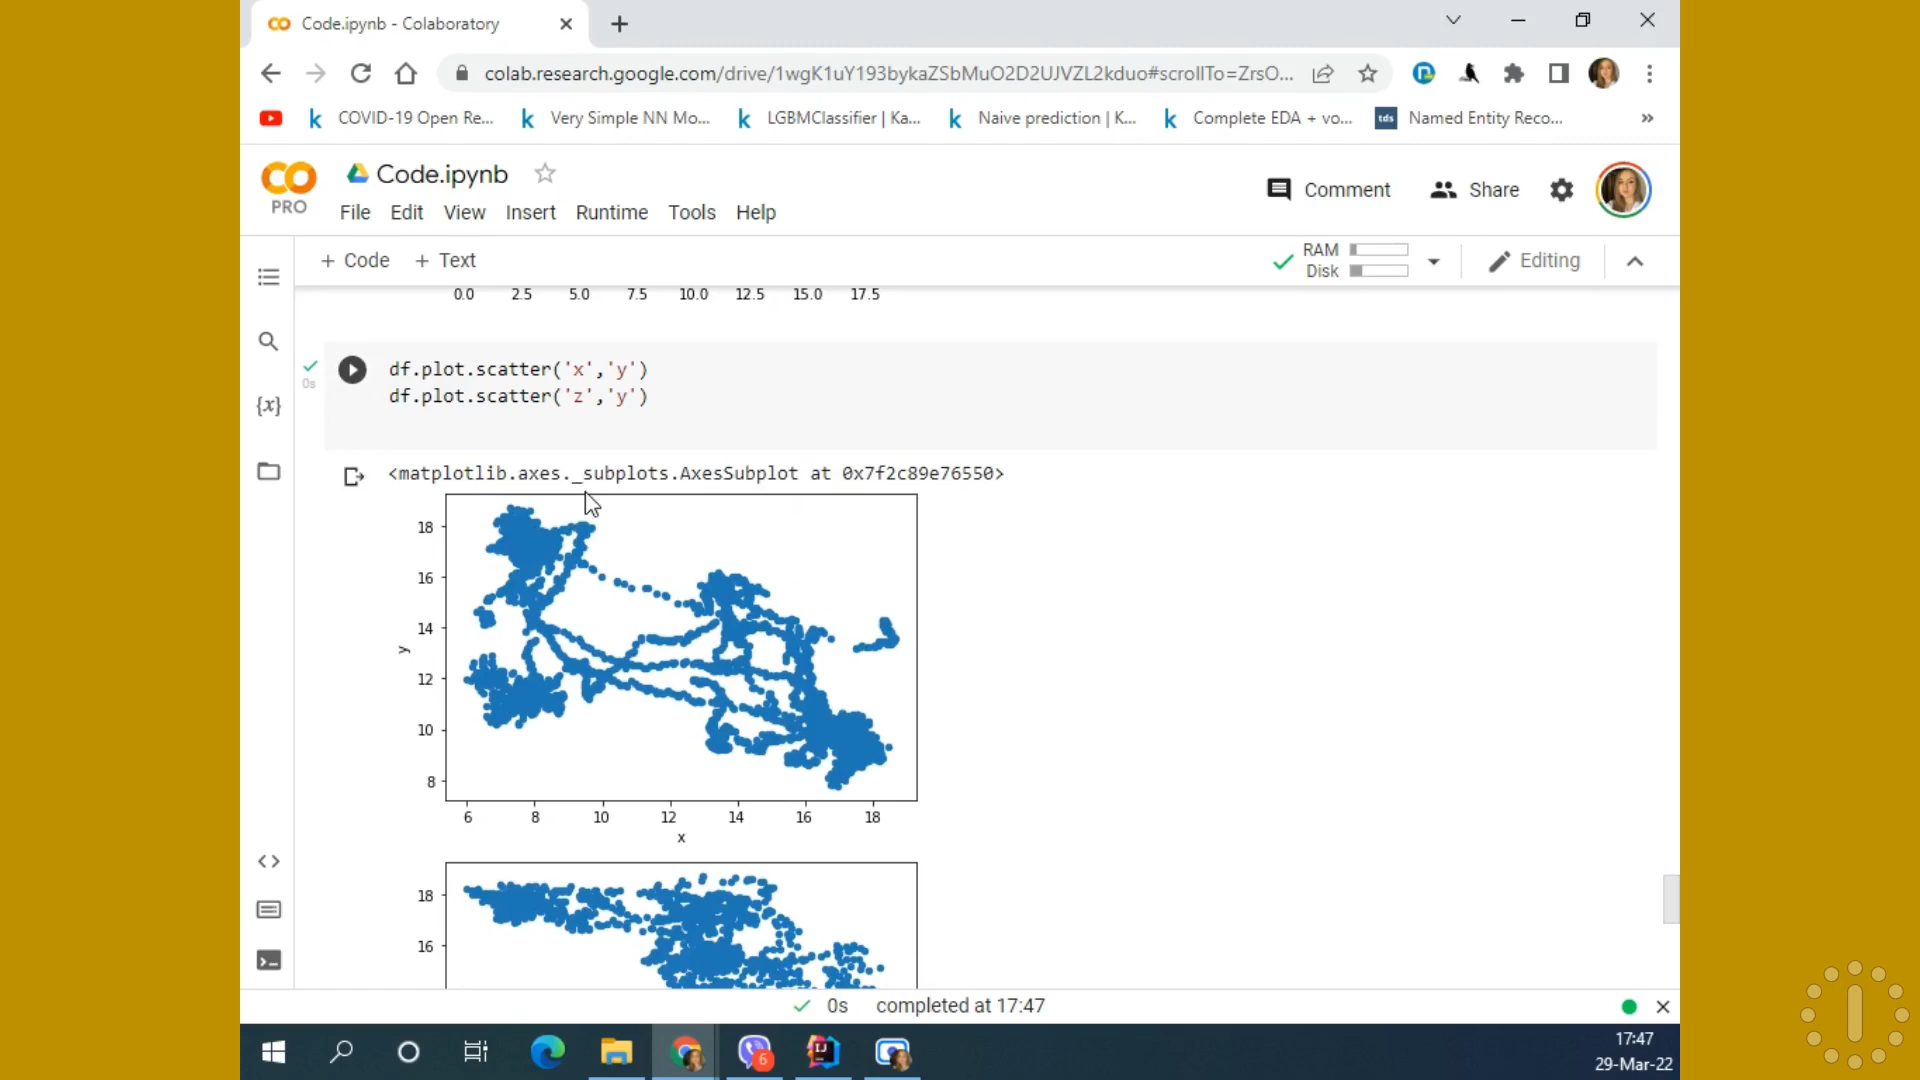 Code.ipynb - Colaboratory
colab.research.google.com/drive/1wgK1uY193bykaZSbMuO2D2UJVZL2kduo#scrollTo=ZrsO...
COVID-19 Open Re... Very Simple NN Mo... LGBMClassifier | Ka... Naive prediction | K... Complete EDA + vo... tds Named Entity Reco... »
Code.ipynb
PRO
File Edit View Insert Runtime Tools Help
Comment Share
+ Code + Text
RAM
Disk
Editing
0.0 2.5 5.0 7.5 10.0 12.5 15.0 17.5
0s
df.plot.scatter('x','y')
df.plot.scatter('z','y')
<matplotlib.axes._subplots.AxesSubplot at 0x7f2c89e76550>
18
16
14
y
12
10
8
6 8 10 12 14 16 18
x
18
16
0s completed at 17:47
6
IJ
17:47
29-Mar-22